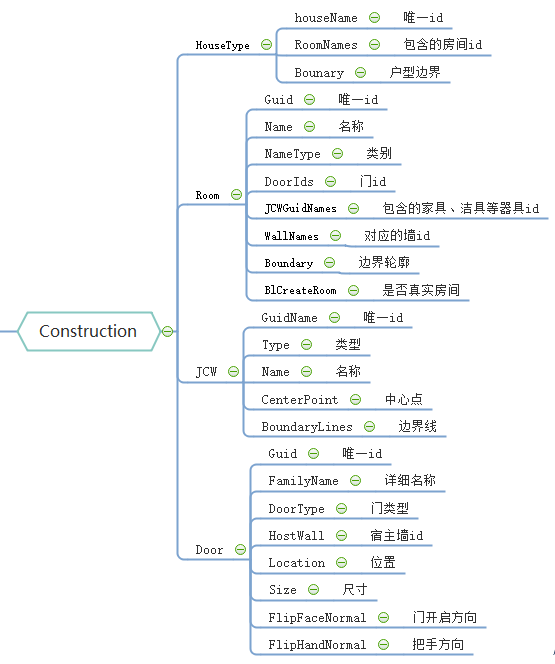 Construction
HouseType
houseName 唯一id
RoomNames 包含的房间id
Bounary 户型边界
Room
Guid 唯一id
Name 名称
NameType 类别
DoorIds 门id
JCWGuidNames 包含的家具、洁具等器具id
WallNames 对应的墙id
Boundary 边界轮廓
BlCreateRoom 是否真实房间
JCW
GuidName 唯一id
Type 类型
Name 名称
CenterPoint 中心点
BoundaryLines 边界线
Door
Guid 唯一id
FamilyName 详细名称
DoorType 门类型
HostWall 宿主墙id
Location 位置
Size 尺寸
FlipFaceNormal 门开启方向
FlipHandNormal 把手方向